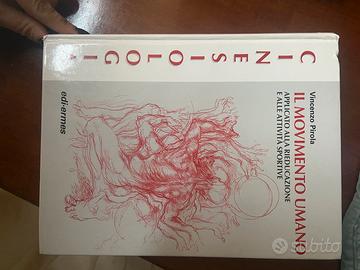 CINESIOLOGIA
Vincenzo Pirola
IL MOVIMENTO UMANO
APPLICATO ALLA RIEDUCAZIONE
E ALLE ATTIVITÀ SPORTIVE
edi-ermes
subito